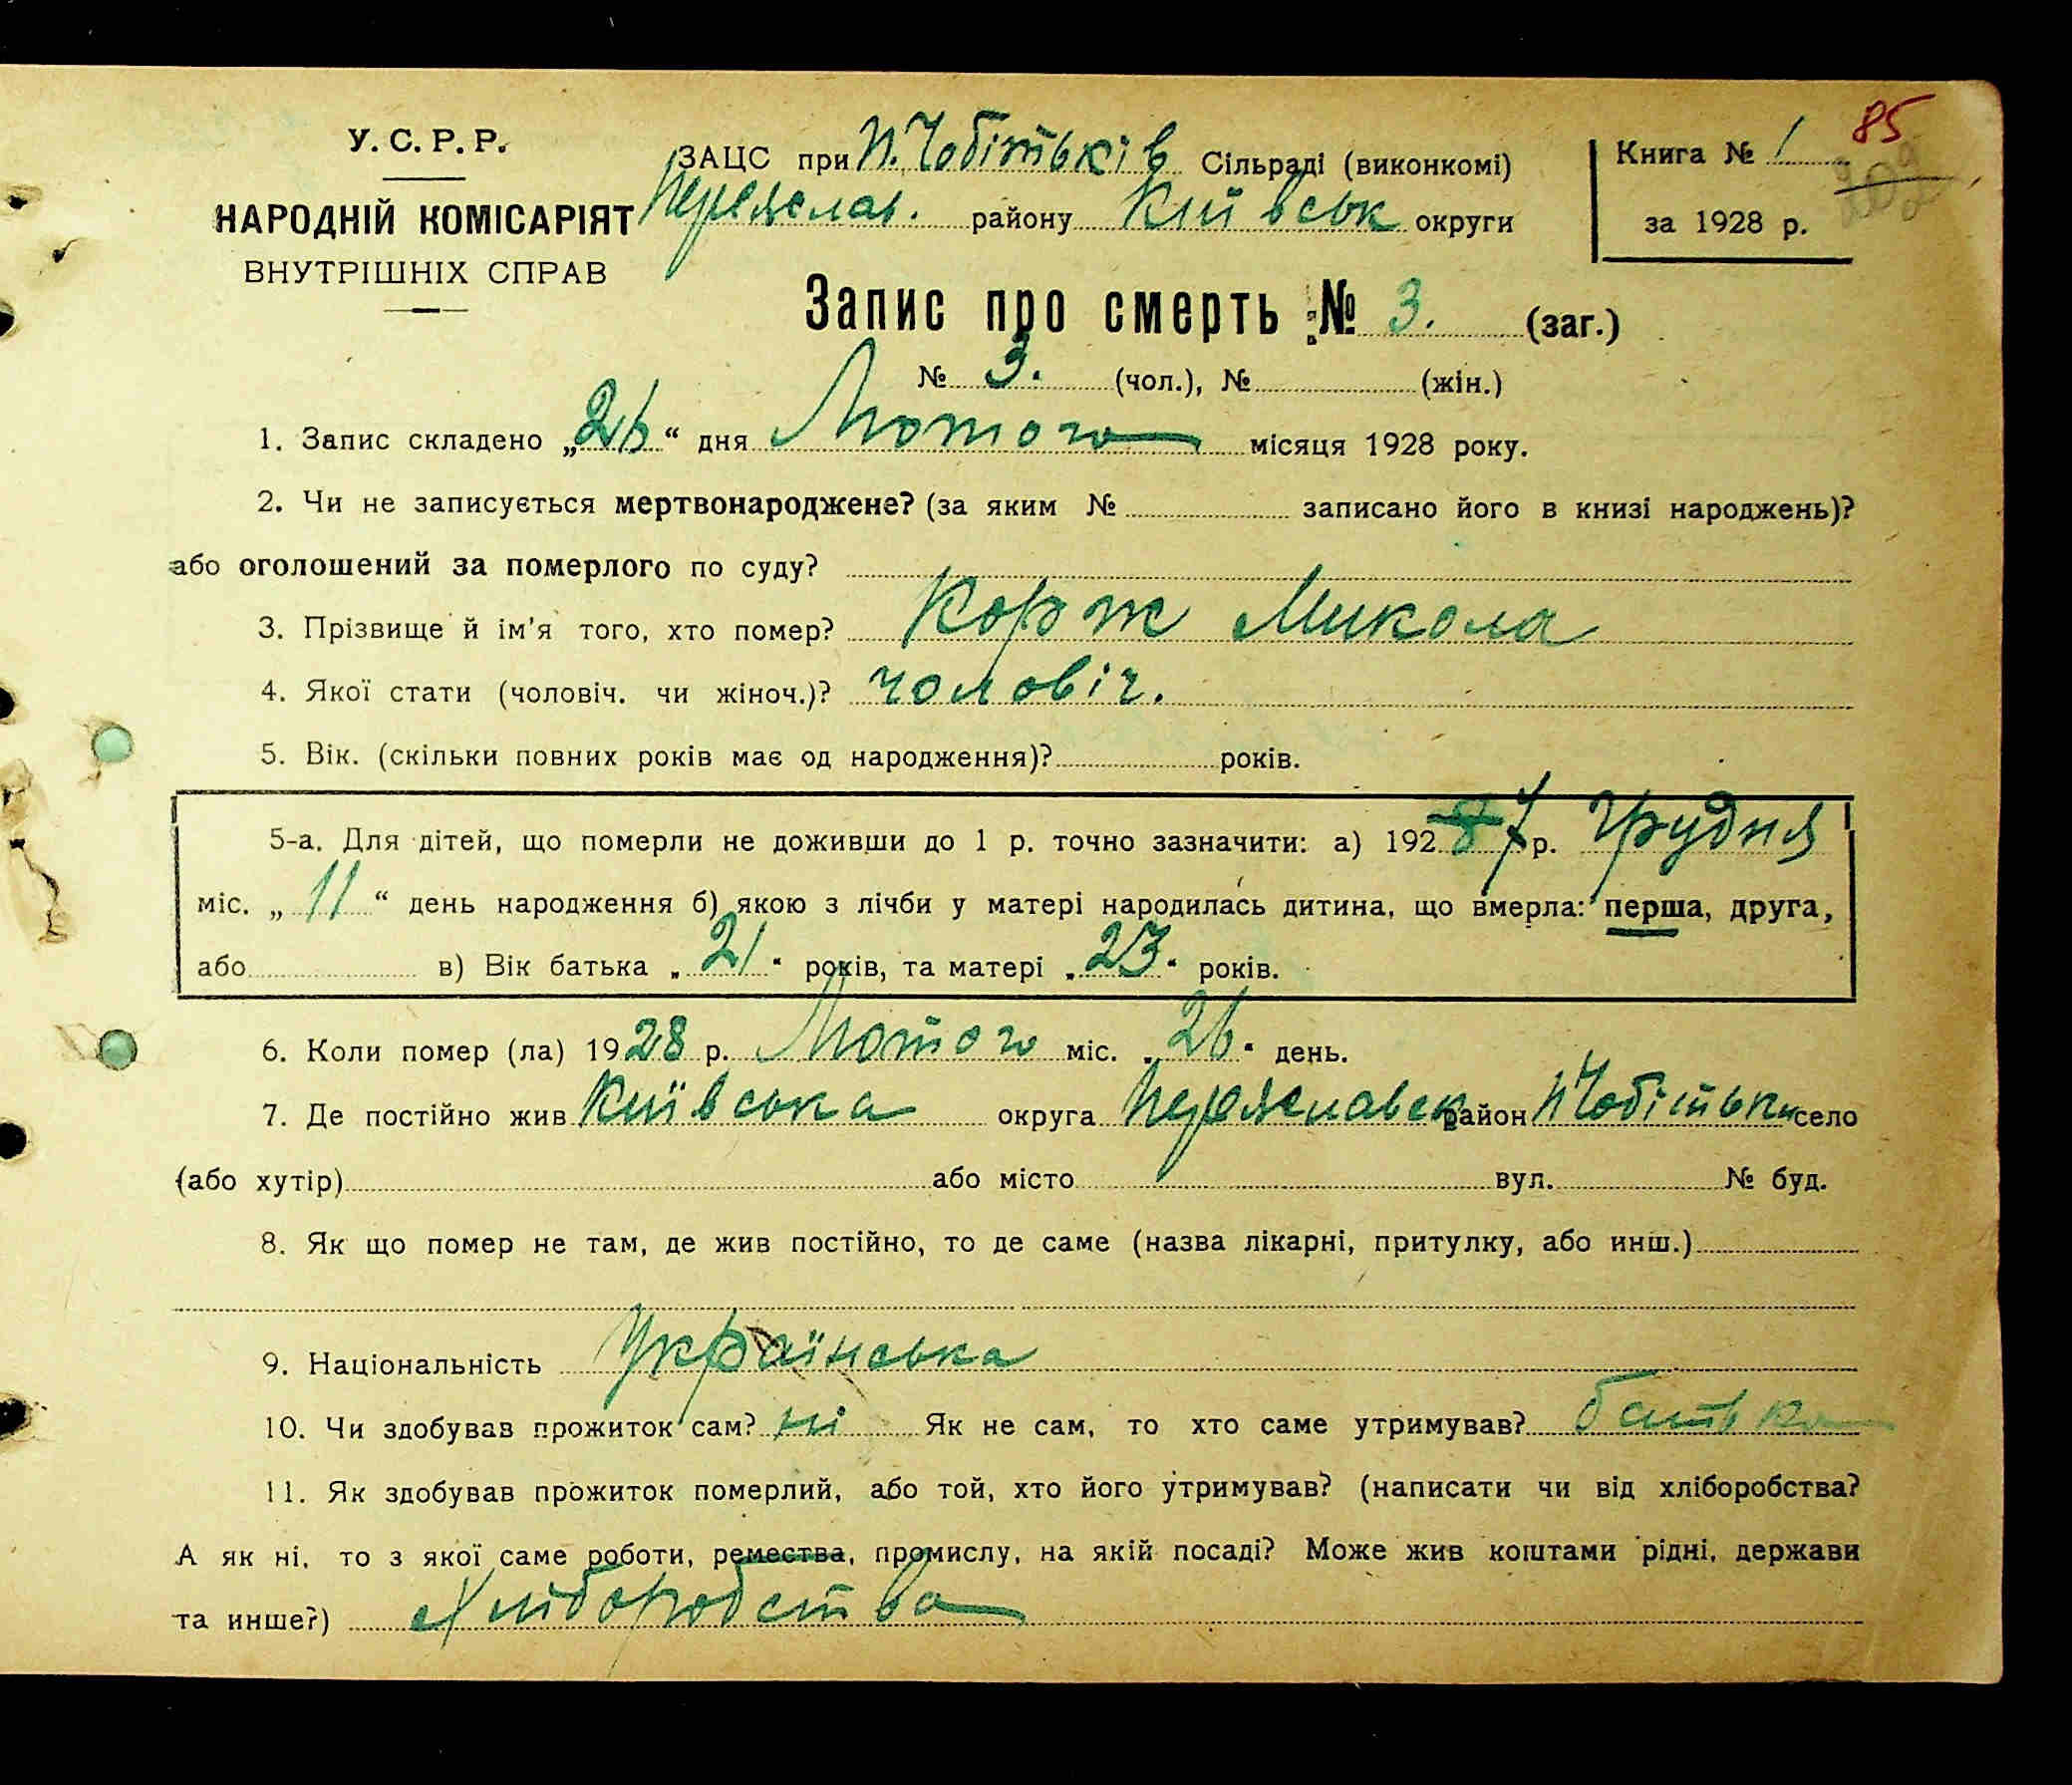 У. С. Р. Р.
НАРОДНІЙ КОМІСАРІЯТ
ВНУТРІШНІХ СПРАВ
ЗАЦС при П. Чобітьків Сільраді (виконкомі)
Переяслав. району Київськ округи
Книга № 1
за 1928 р.
85
Запис про смерть № 3. (заг.)
№ 3. (чол.), № (жін.)
1. Запис складено „26“ дня Лютого місяця 1928 року.
2. Чи не записується мертвонароджене? (за яким № записано його в книзі народжень)?
або оголошений за померлого по суду?
3. Прізвище й ім'я того, хто помер? Корж Микола
4. Якої стати (чоловіч. чи жіноч.)? чоловіч.
5. Вік. (скільки повних років має од народження)? років.
5-а. Для дітей, що померли не доживши до 1 р. точно зазначити: а) 1927 р. Грудня
міс. „11“ день народження б) якою з лічби у матері народилась дитина, що вмерла: перша, друга,
або в) Вік батька „21“ років, та матері „23“ років.
6. Коли помер (ла) 1928 р. Лютого міс. „26“ день.
7. Де постійно жив Київська округа Переяславськ район П Чобітьки село
(або хутір) або місто вул. № буд.
8. Як що помер не там, де жив постійно, то де саме (назва лікарні, притулку, або инш.)
9. Національність Українська
10. Чи здобував прожиток сам? ні Як не сам, то хто саме утримував? батько
11. Як здобував прожиток померлий, або той, хто його утримував? (написати чи від хліборобства?
А як ні, то з якої саме роботи, ремества, промислу, на якій посаді? Може жив коштами рідні, держави
та инше?) Хліборобства